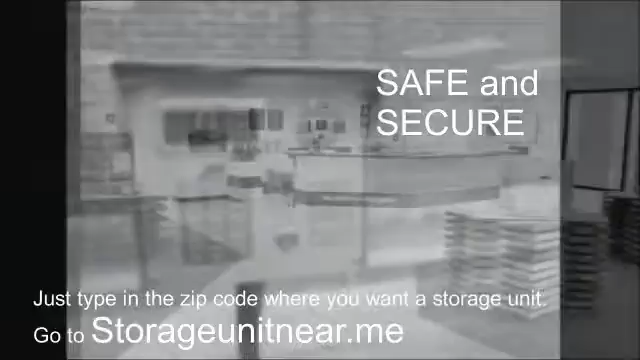 SAFE and
SECURE
Just type in the zip code where you want a storage unit.
Go to Storageunitnear.me